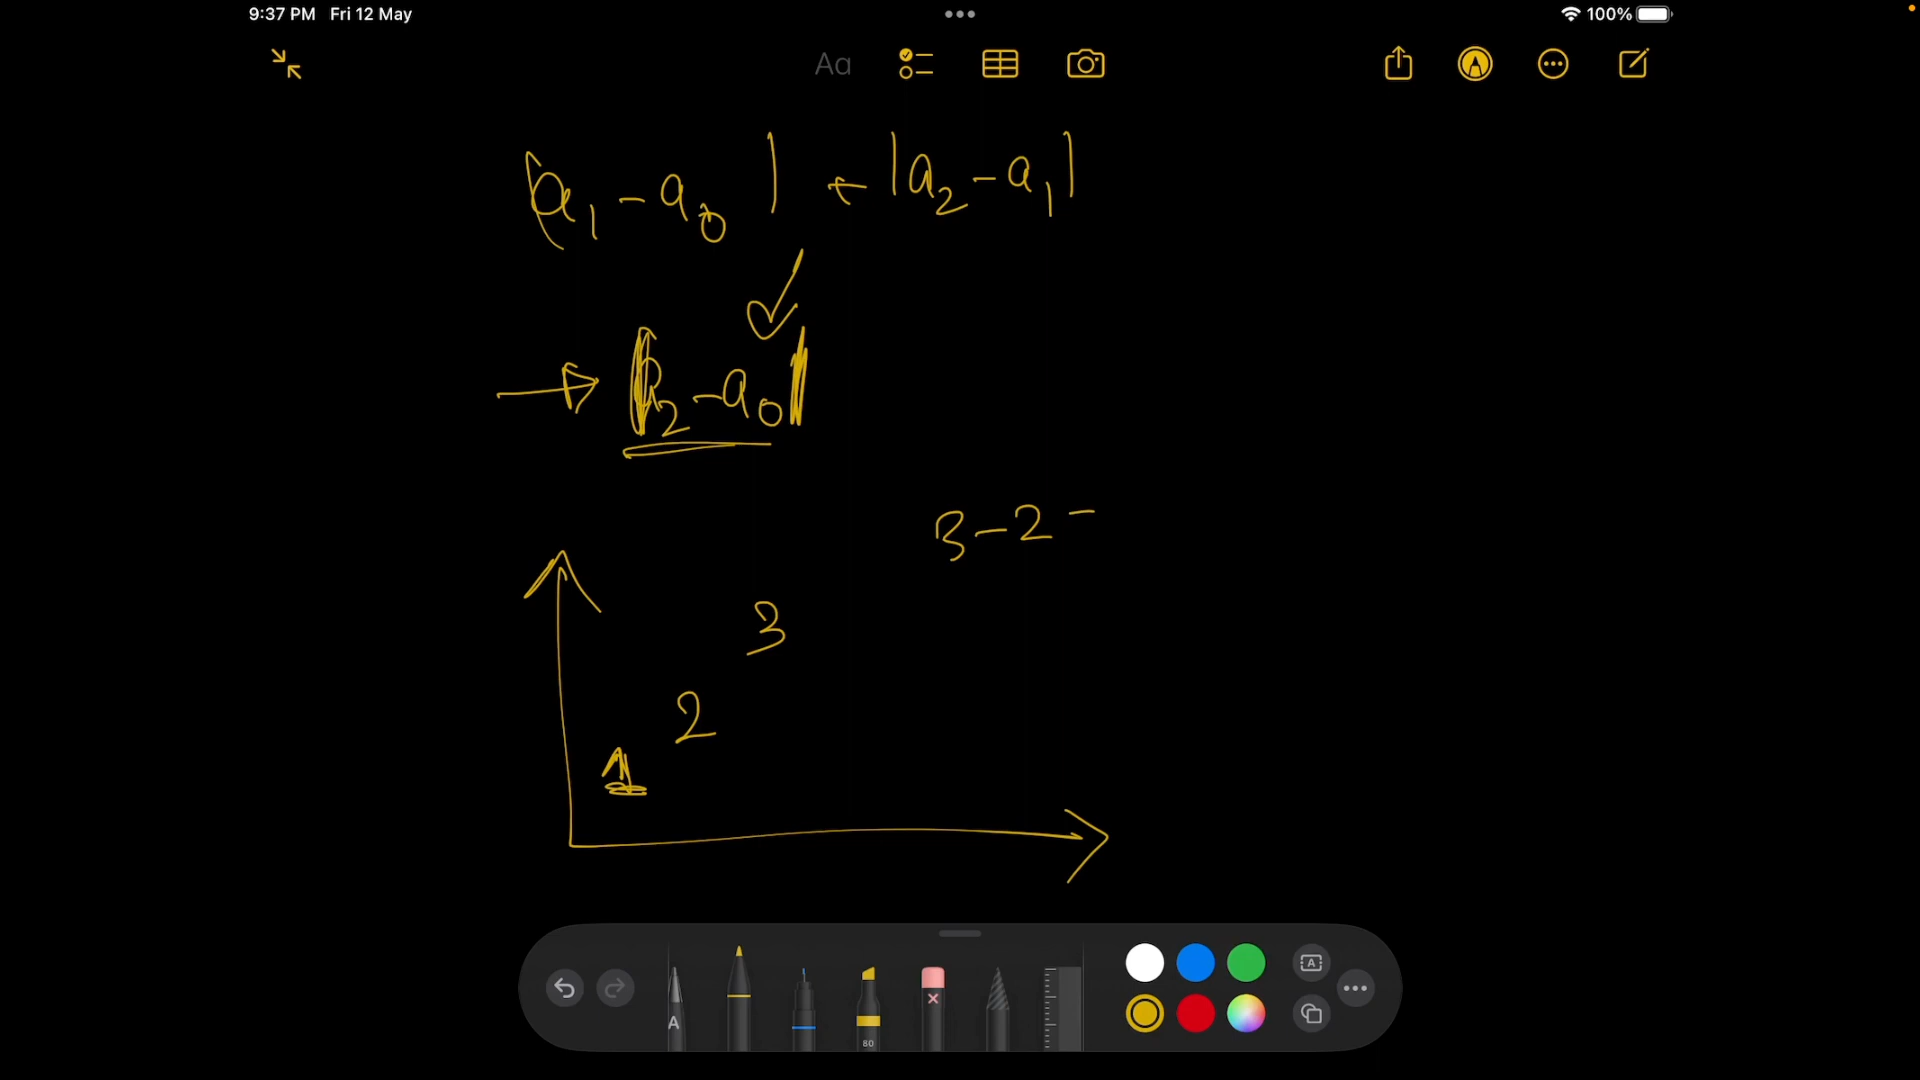 9:37 PM Fri 12 May
100%
Aa
|a₁ - a₀| + |a₂ - a₁|
|a₂ - a₀|
3 - 2 -
3
2
1
A
80
A